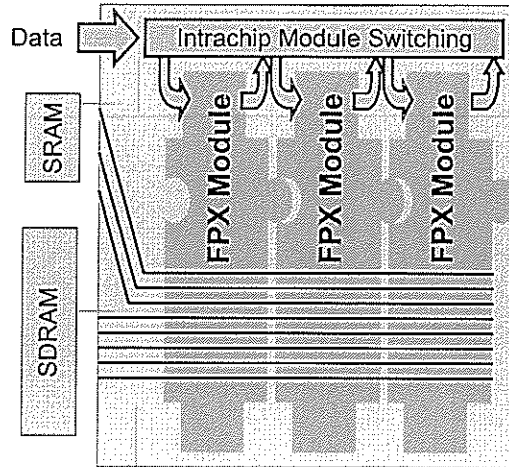 Data
Intrachip Module Switching
SRAM
SDRAM
FPX Module
FPX Module
FPX Module